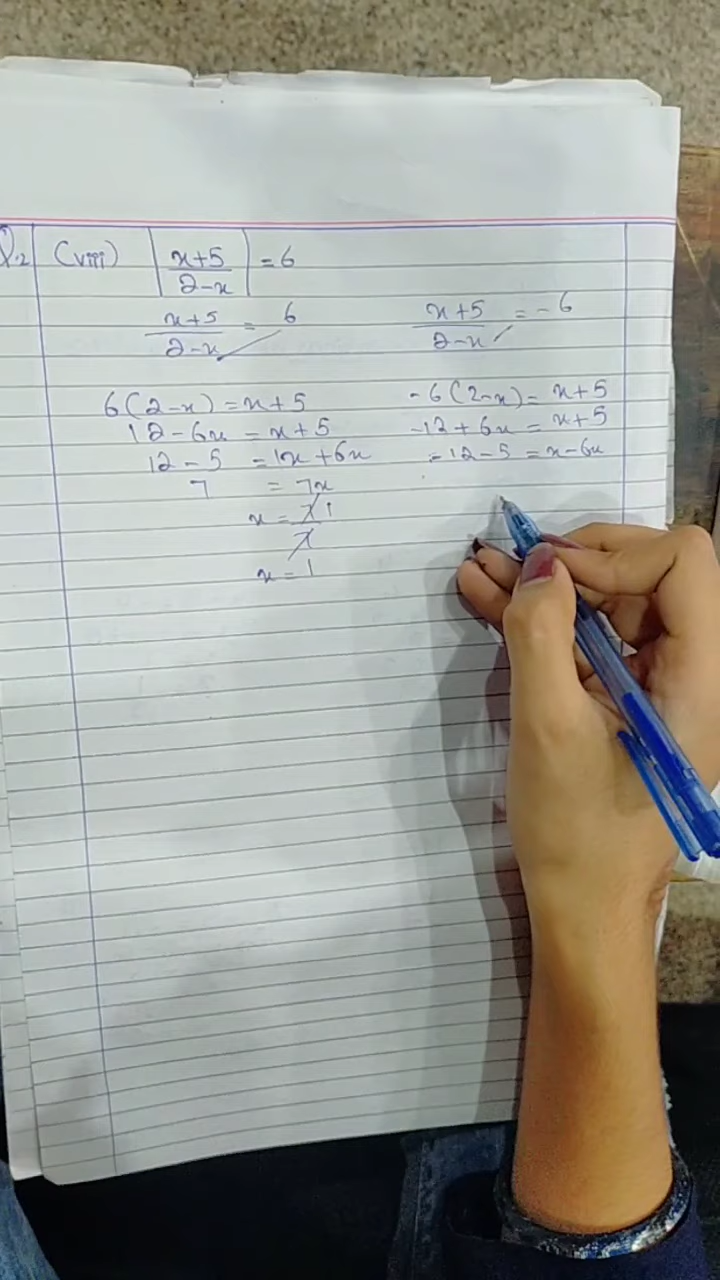 Q.2 (viii) |x+5/2-x| = 6
x+5/2-x = 6
x+5/2-x = -6
6(2-x) = x+5
12-6x = x+5
12-5 = 1x+6x
7 = 7x
x = 7 1/7
x = 1
-6(2-x) = x+5
-12+6x = x+5
-12-5 = x-6x